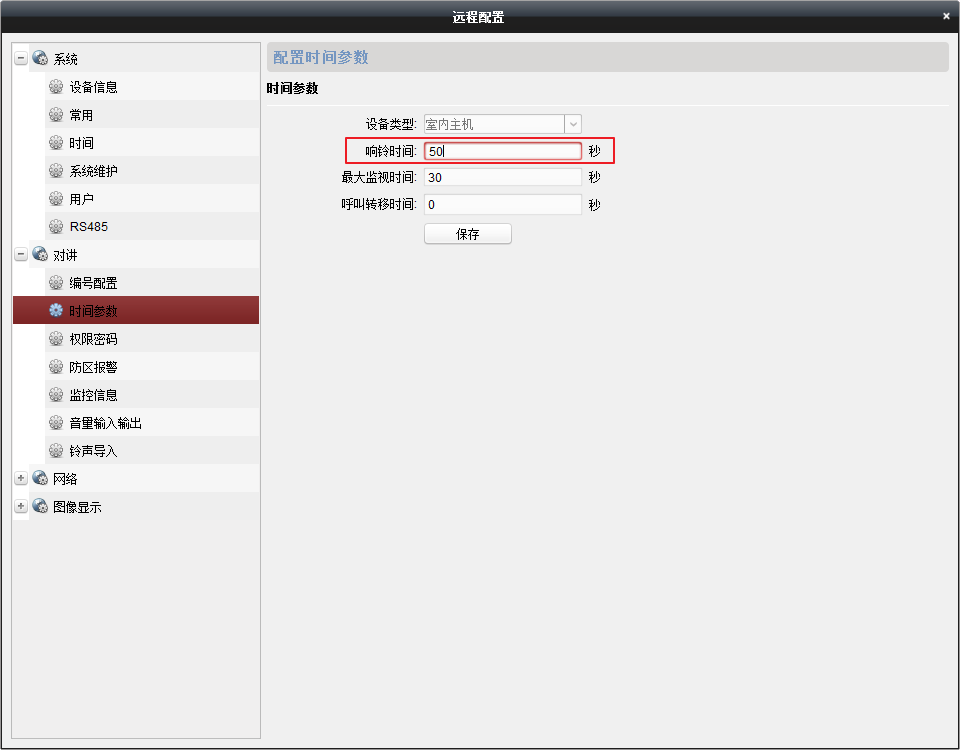 远程配置
系统
设备信息
常用
时间
系统维护
用户
RS485
对讲
编号配置
时间参数
权限密码
防区报警
监控信息
音量输入输出
铃声导入
网络
图像显示
配置时间参数
时间参数
设备类型: 室内主机
响铃时间: 50 秒
最大监视时间: 30 秒
呼叫转移时间: 0 秒
保存